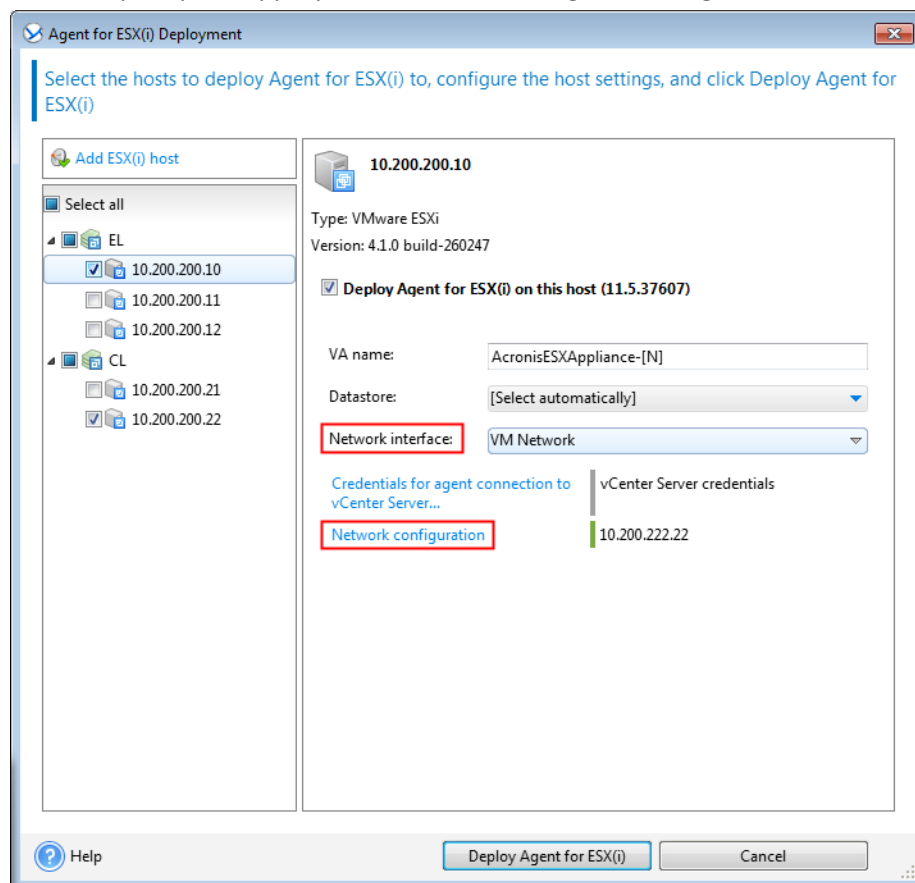 Agent for ESX(i) Deployment
Select the hosts to deploy Agent for ESX(i) to, configure the host settings, and click Deploy Agent for
ESX(i)
Add ESX(i) host
Select all
EL
10.200.200.10
10.200.200.11
10.200.200.12
CL
10.200.200.21
10.200.200.22
10.200.200.10
Type: VMware ESXi
Version: 4.1.0 build-260247
Deploy Agent for ESX(i) on this host (11.5.37607)
VA name: AcronisESXAppliance-[N]
Datastore: [Select automatically]
Network interface: VM Network
Credentials for agent connection to vCenter Server credentials
vCenter Server...
Network configuration 10.200.222.22
Help Deploy Agent for ESX(i) Cancel